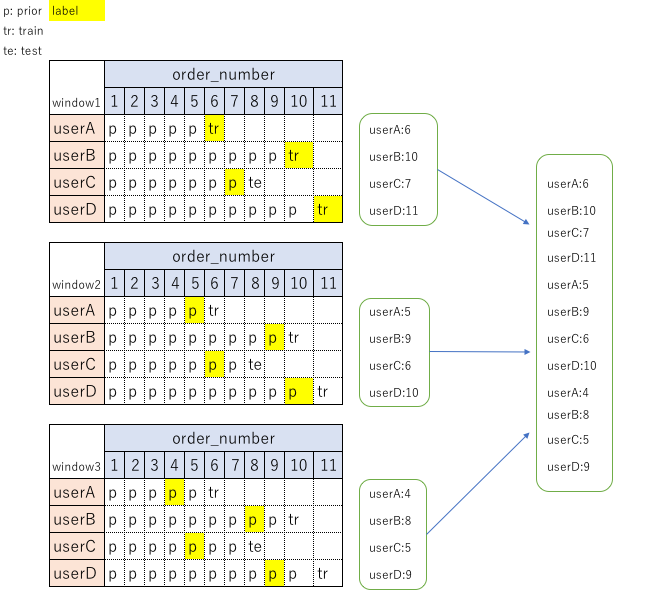 p: prior label
tr: train
te: test
order_number
window1 1 2 3 4 5 6 7 8 9 10 11
userA p p p p p tr
userB p p p p p p p p p tr
userC p p p p p p p te
userD p p p p p p p p p p tr
order_number
window2 1 2 3 4 5 6 7 8 9 10 11
userA p p p p p tr
userB p p p p p p p p p tr
userC p p p p p p p te
userD p p p p p p p p p p tr
order_number
window3 1 2 3 4 5 6 7 8 9 10 11
userA p p p p p tr
userB p p p p p p p p p tr
userC p p p p p p p te
userD p p p p p p p p p p tr
userA:6
userB:10
userC:7
userD:11
userA:5
userB:9
userC:6
userD:10
userA:4
userB:8
userC:5
userD:9
userA:6
userB:10
userC:7
userD:11
userA:5
userB:9
userC:6
userD:10
userA:4
userB:8
userC:5
userD:9